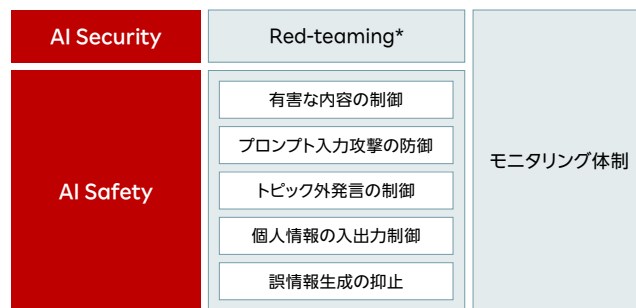 AI Security
Red-teaming*
AI Safety
有害な内容の制御
プロンプト入力攻撃の防御
トピック外発言の制御
個人情報の入出力制御
誤情報生成の抑止
モニタリング体制